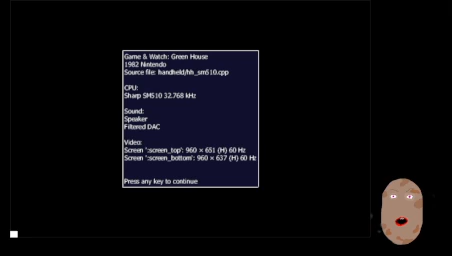 Game & Watch: Green House
1982 Nintendo
Source file: handheld/hh_sm510.cpp
CPU:
Sharp SM510 32.768 kHz
Sound:
Speaker
Filtered DAC
Video:
Screen ':screen_top': 960 × 651 (H) 60 Hz
Screen ':screen_bottom': 960 × 637 (H) 60 Hz
Press any key to continue